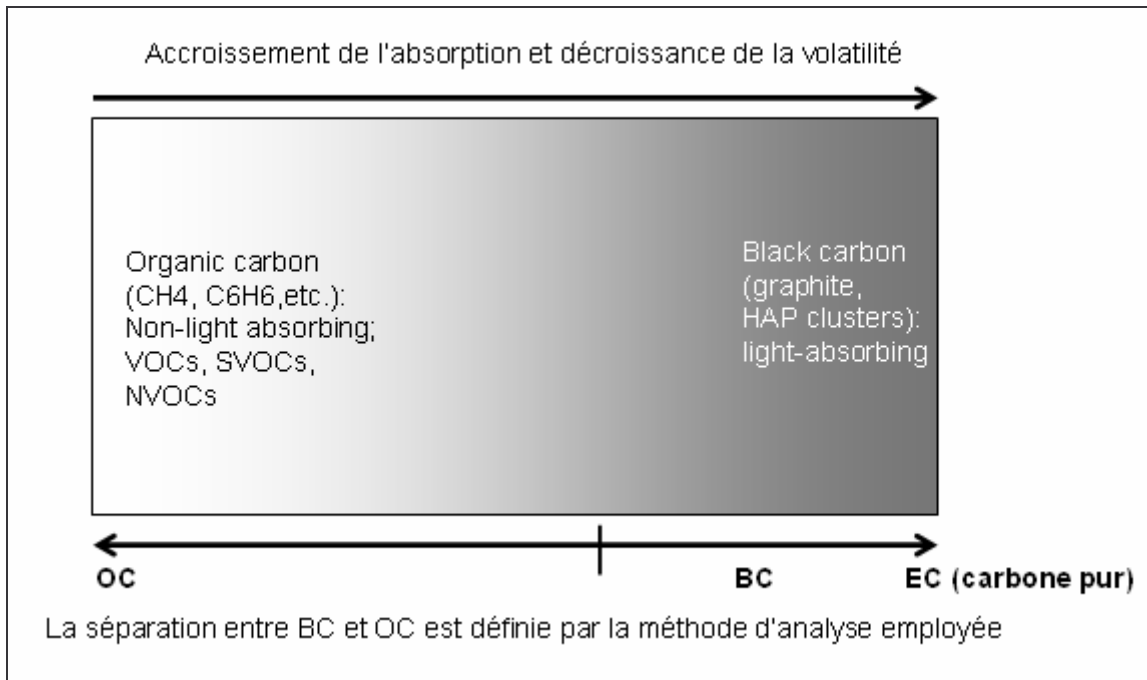 Accroissement de l'absorption et décroissance de la volatilité
Organic carbon
(CH4, C6H6,etc.):
Non-light absorbing;
VOCs, SVOCs,
NVOCs
Black carbon
(graphite,
HAP clusters):
light-absorbing
OC BC EC (carbone pur)
La séparation entre BC et OC est définie par la méthode d'analyse employée